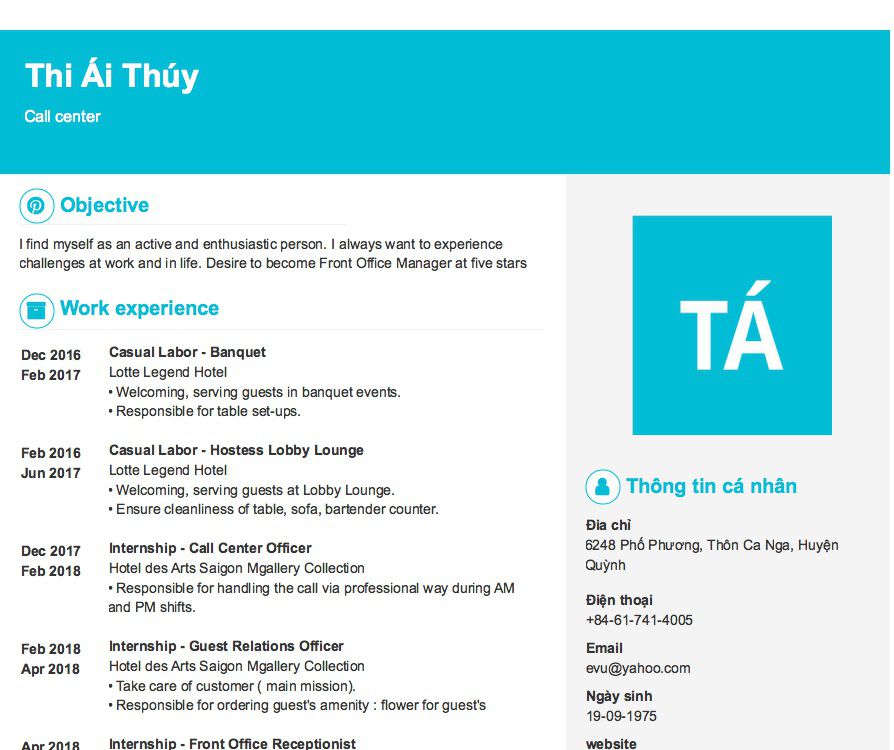 Thi Ái Thúy
Call center
Objective
I find myself as an active and enthusiastic person. I always want to experience
challenges at work and in life. Desire to become Front Office Manager at five stars
Work experience
Dec 2016
Feb 2017
Casual Labor - Banquet
Lotte Legend Hotel
• Welcoming, serving guests in banquet events.
• Responsible for table set-ups.
Feb 2016
Jun 2017
Casual Labor - Hostess Lobby Lounge
Lotte Legend Hotel
• Welcoming, serving guests at Lobby Lounge.
• Ensure cleanliness of table, sofa, bartender counter.
Dec 2017
Feb 2018
Internship - Call Center Officer
Hotel des Arts Saigon Mgallery Collection
• Responsible for handling the call via professional way during AM
and PM shifts.
Feb 2018
Apr 2018
Internship - Guest Relations Officer
Hotel des Arts Saigon Mgallery Collection
• Take care of customer ( main mission).
• Responsible for ordering guest's amenity : flower for guest's
Apr 2018
Internship - Front Office Receptionist
TÁ
Thông tin cá nhân
Đia chỉ
6248 Phố Phương, Thôn Ca Nga, Huyện
Quỳnh
Điện thoại
+84-61-741-4005
Email
evu@yahoo.com
Ngày sinh
19-09-1975
website